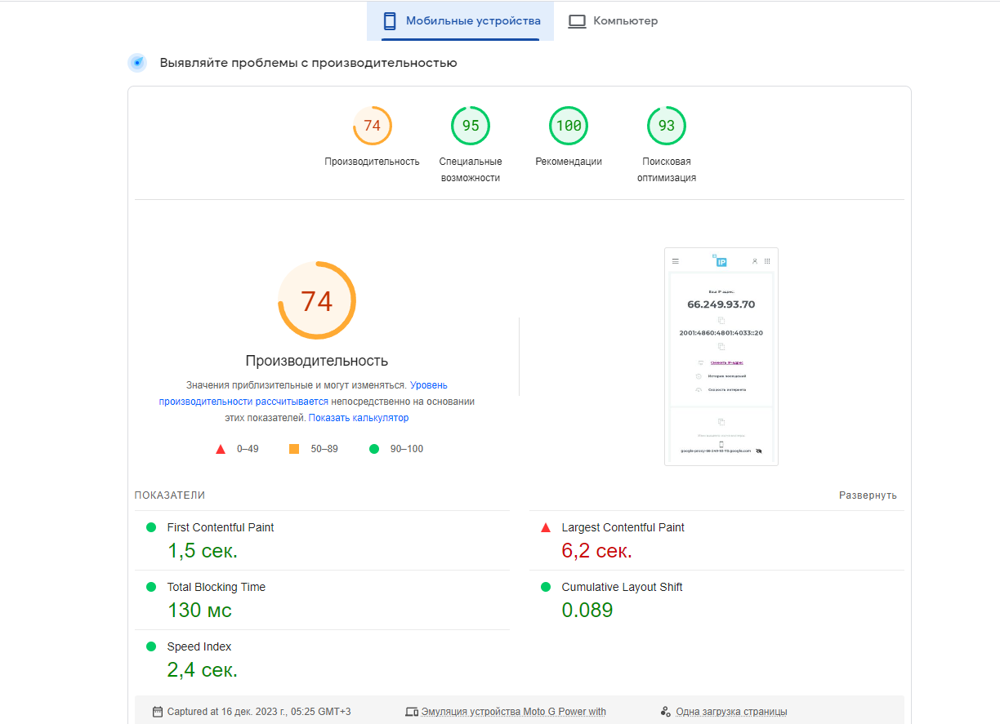 Мобильные устройства
Компьютер
Выявляйте проблемы с производительностью
74
95
100
93
Производительность
Специальные
возможности
Рекомендации
Поисковая
оптимизация
74
Производительность
Значения приблизительные и могут изменяться. Уровень
производительности рассчитывается непосредственно на основании
этих показателей. Показать калькулятор
0–49
50–89
90–100
IP
Ваш IP адрес:
66.249.93.70
2001:4860:4801:4033::20
Сменить IP-адрес
История посещений
Скорость интернета
google-proxy-66-249-93-70.google.com
ПОКАЗАТЕЛИ
Развернуть
First Contentful Paint
1,5 сек.
Largest Contentful Paint
6,2 сек.
Total Blocking Time
130 мс
Cumulative Layout Shift
0.089
Speed Index
2,4 сек.
Captured at 16 дек. 2023 г., 05:25 GMT+3
Эмуляция устройства Moto G Power with
Одна загрузка страницы